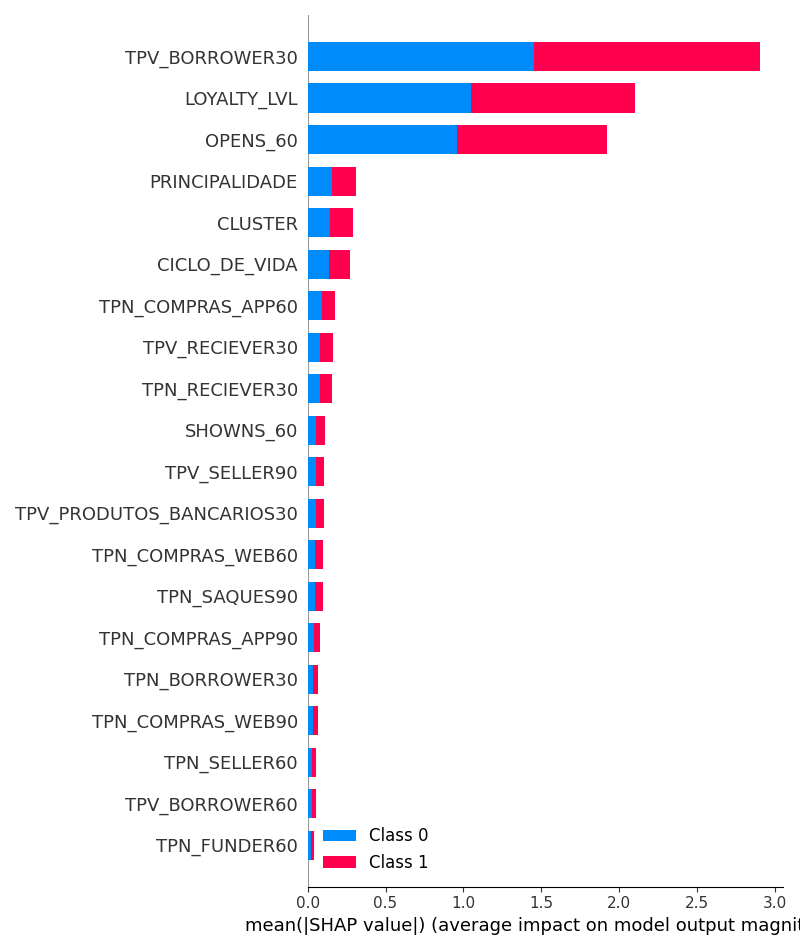 TPV_BORROWER30
LOYALTY_LVL
OPENS_60
PRINCIPALIDADE
CLUSTER
CICLO_DE_VIDA
TPN_COMPRAS_APP60
TPV_RECIEVER30
TPN_RECIEVER30
SHOWNS_60
TPV_SELLER90
TPV_PRODUTOS_BANCARIOS30
TPN_COMPRAS_WEB60
TPN_SAQUES90
TPN_COMPRAS_APP90
TPN_BORROWER30
TPN_COMPRAS_WEB90
TPN_SELLER60
TPV_BORROWER60
TPN_FUNDER60
Class 0
Class 1
0.0 0.5 1.0 1.5 2.0 2.5 3.0
mean(|SHAP value|) (average impact on model output magnit